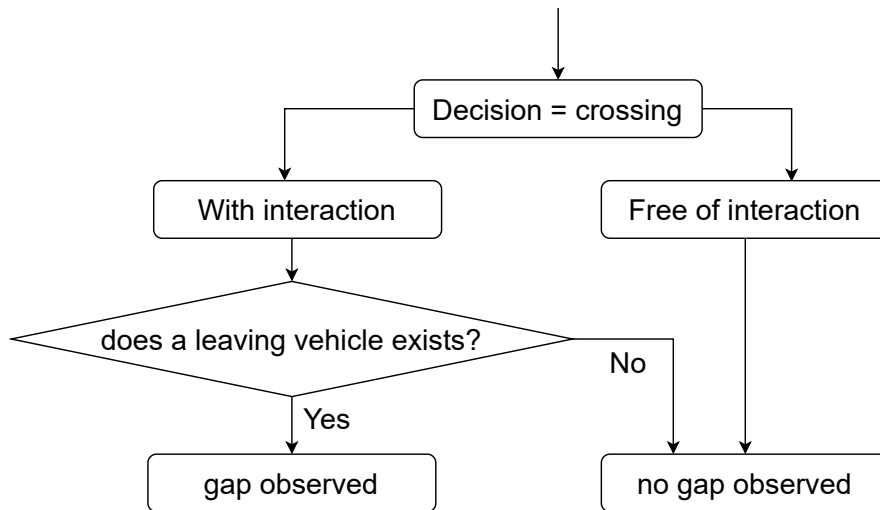 Decision = crossing
With interaction
Free of interaction
does a leaving vehicle exists?
No
Yes
gap observed
no gap observed